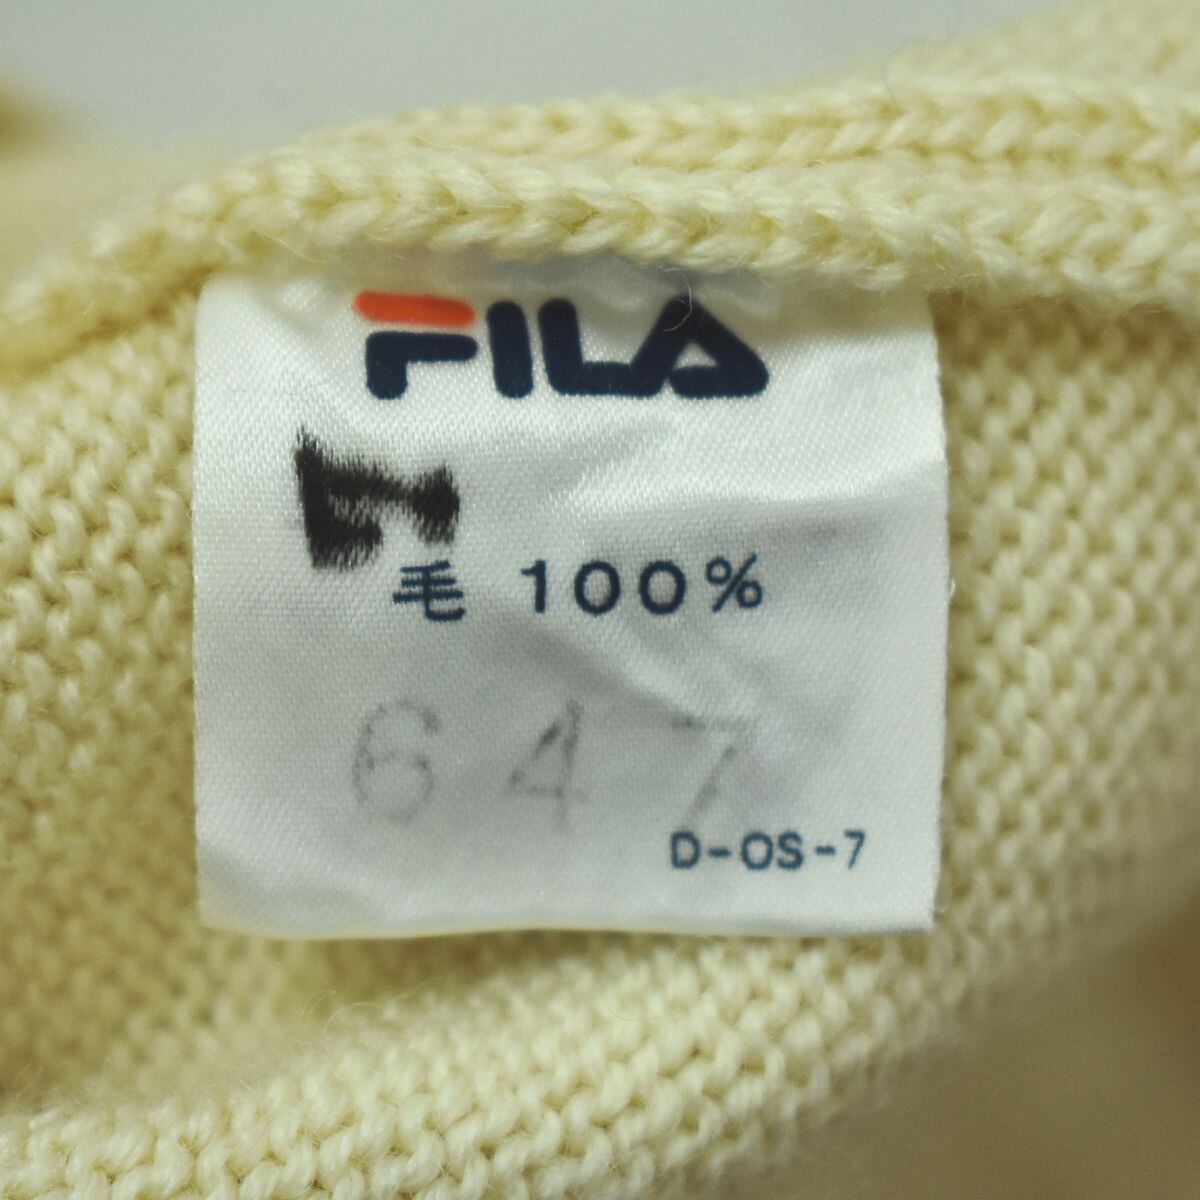 FILA
毛 100%
647
D-OS-7